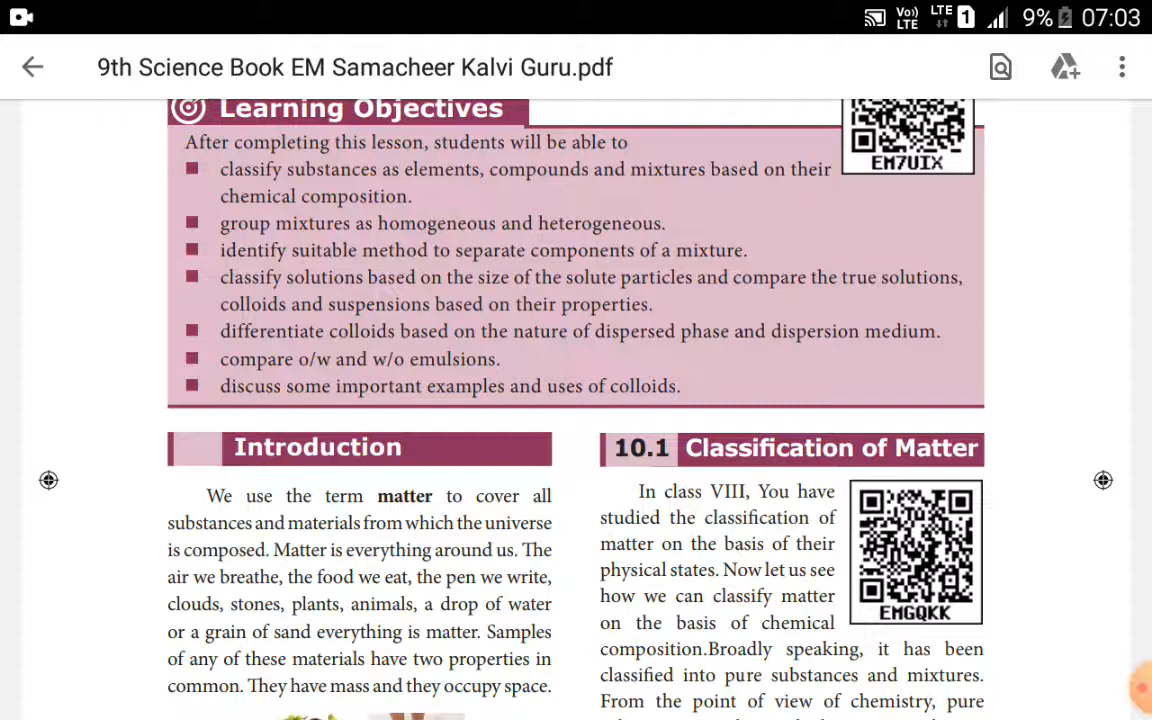 Vo)) LTE LTE 1 9% 07:03
9th Science Book EM Samacheer Kalvi Guru.pdf
Learning Objectives
EM7UIX
After completing this lesson, students will be able to
classify substances as elements, compounds and mixtures based on their
chemical composition.
group mixtures as homogeneous and heterogeneous.
identify suitable method to separate components of a mixture.
classify solutions based on the size of the solute particles and compare the true solutions,
colloids and suspensions based on their properties.
differentiate colloids based on the nature of dispersed phase and dispersion medium.
compare o/w and w/o emulsions.
discuss some important examples and uses of colloids.
Introduction
We use the term matter to cover all
substances and materials from which the universe
is composed. Matter is everything around us. The
air we breathe, the food we eat, the pen we write,
clouds, stones, plants, animals, a drop of water
or a grain of sand everything is matter. Samples
of any of these materials have two properties in
common. They have mass and they occupy space.
10.1 Classification of Matter
In class VIII, You have
studied the classification of
matter on the basis of their
physical states. Now let us see
how we can classify matter
on the basis of chemical
EMGQKK
composition.Broadly speaking, it has been
classified into pure substances and mixtures.
From the point of view of chemistry, pure